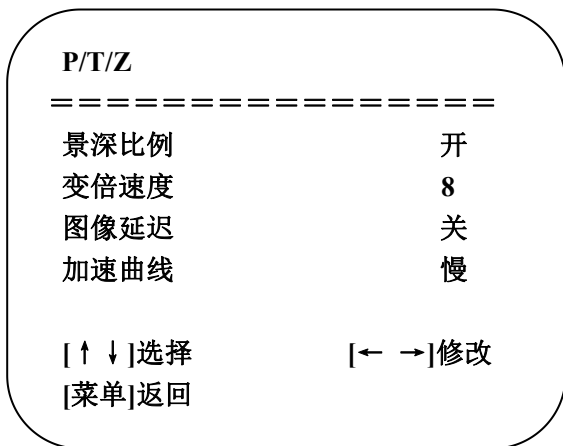 P/T/Z
================
景深比例 开
变倍速度 8
图像延迟 关
加速曲线 慢
[↑ ↓]选择 [← →]修改
[菜单]返回